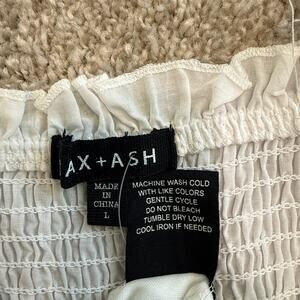 AX + ASH
MADE
IN
CHINA
L
MACHINE WASH COLD
WITH LIKE COLORS
GENTLE CYCLE
DO NOT BLEACH
TUMBLE DRY LOW
COOL IRON IF NEEDED